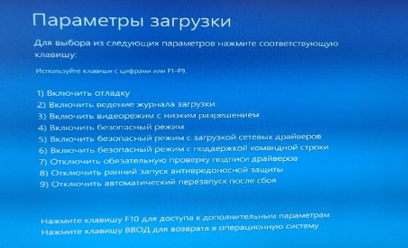 Параметры загрузки
Для выбора из следующих параметров нажмите соответствующую
клавишу:
Используйте клавиши с цифрами или F1–F9.
1) Включить отладку
2) Включить ведение журнала загрузки
3) Включить видеорежим с низким разрешением
4) Включить безопасный режим
5) Включить безопасный режим с загрузкой сетевых драйверов
6) Включить безопасный режим с поддержкой командной строки
7) Отключить обязательную проверку подписи драйверов
8) Отключить ранний запуск антивредоносной защиты
9) Отключить автоматический перезапуск после сбоя
Нажмите клавишу F10 для доступа к дополнительным параметрам
Нажмите клавишу ВВОД для возврата в операционную систему